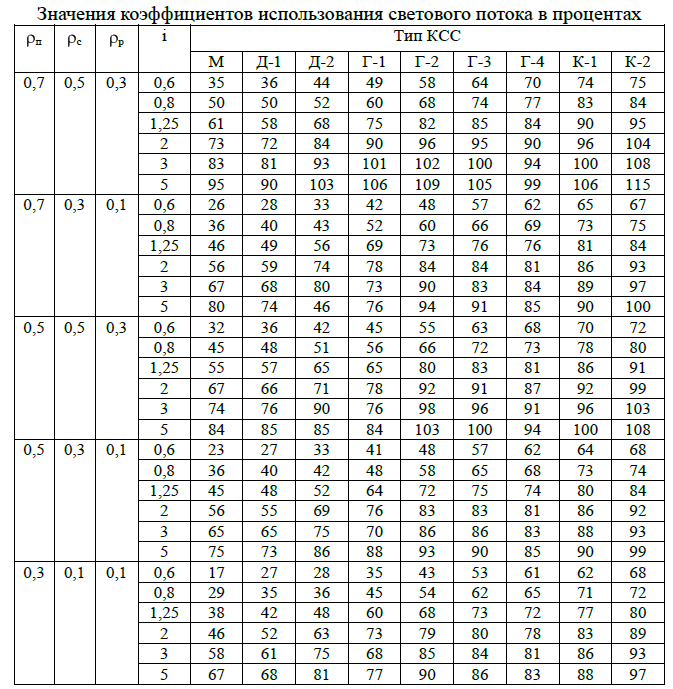 Значения коэффициентов использования светового потока в процентах
ρп ρс ρр i Тип КСС
М Д-1 Д-2 Г-1 Г-2 Г-3 Г-4 К-1 К-2
0,7 0,5 0,3 0,6 35 36 44 49 58 64 70 74 75
0,8 50 50 52 60 68 74 77 83 84
1,25 61 58 68 75 82 85 84 90 95
2 73 72 84 90 96 95 90 96 104
3 83 81 93 101 102 100 94 100 108
5 95 90 103 106 109 105 99 106 115
0,7 0,3 0,1 0,6 26 28 33 42 48 57 62 65 67
0,8 36 40 43 52 60 66 69 73 75
1,25 46 49 56 69 73 76 76 81 84
2 56 59 74 78 84 84 81 86 93
3 67 68 80 73 90 83 84 89 97
5 80 74 46 76 94 91 85 90 100
0,5 0,5 0,3 0,6 32 36 42 45 55 63 68 70 72
0,8 45 48 51 56 66 72 73 78 80
1,25 55 57 65 65 80 83 81 86 91
2 67 66 71 78 92 91 87 92 99
3 74 76 90 76 98 96 91 96 103
5 84 85 85 84 103 100 94 100 108
0,5 0,3 0,1 0,6 23 27 33 41 48 57 62 64 68
0,8 36 40 42 48 58 65 68 73 74
1,25 45 48 52 64 72 75 74 80 84
2 56 55 69 76 83 83 81 86 92
3 65 65 75 70 86 86 83 88 93
5 75 73 86 88 93 90 85 90 99
0,3 0,1 0,1 0,6 17 27 28 35 43 53 61 62 68
0,8 29 35 36 45 54 62 65 71 72
1,25 38 42 48 60 68 73 72 77 80
2 46 52 63 73 79 80 78 83 89
3 58 61 75 68 85 84 81 86 93
5 67 68 81 77 90 86 83 88 97